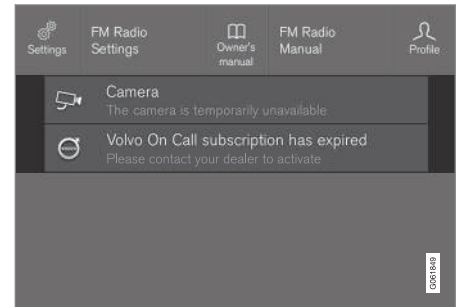 Settings
FM Radio
Settings
Owner's
manual
FM Radio
Manual
Profile
Camera
The camera is temporarily unavailable
Volvo On Call subscription has expired
Please contact your dealer to activate
G061849